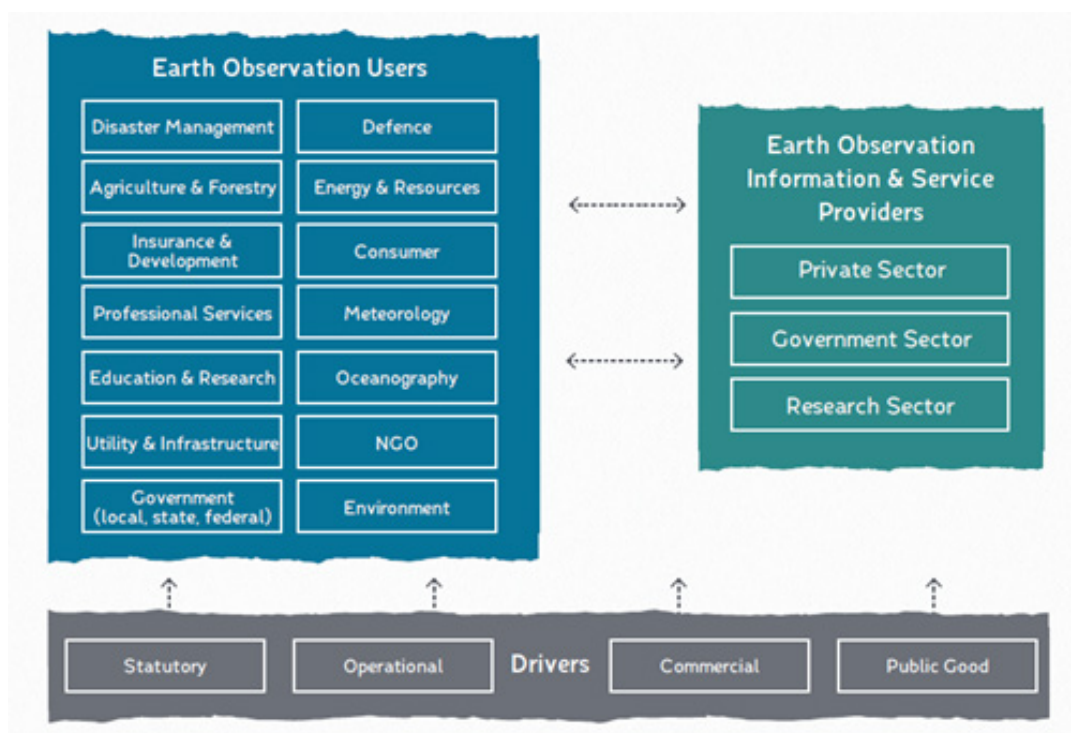 Earth Observation Users
Disaster Management
Defence
Agriculture & Forestry
Energy & Resources
Insurance &
Development
Consumer
Professional Services
Meteorology
Education & Research
Oceanography
Utility & Infrastructure
NGO
Government
(local, state, federal)
Environment
Earth Observation
Information & Service
Providers
Private Sector
Government Sector
Research Sector
Statutory
Operational
Drivers
Commercial
Public Good